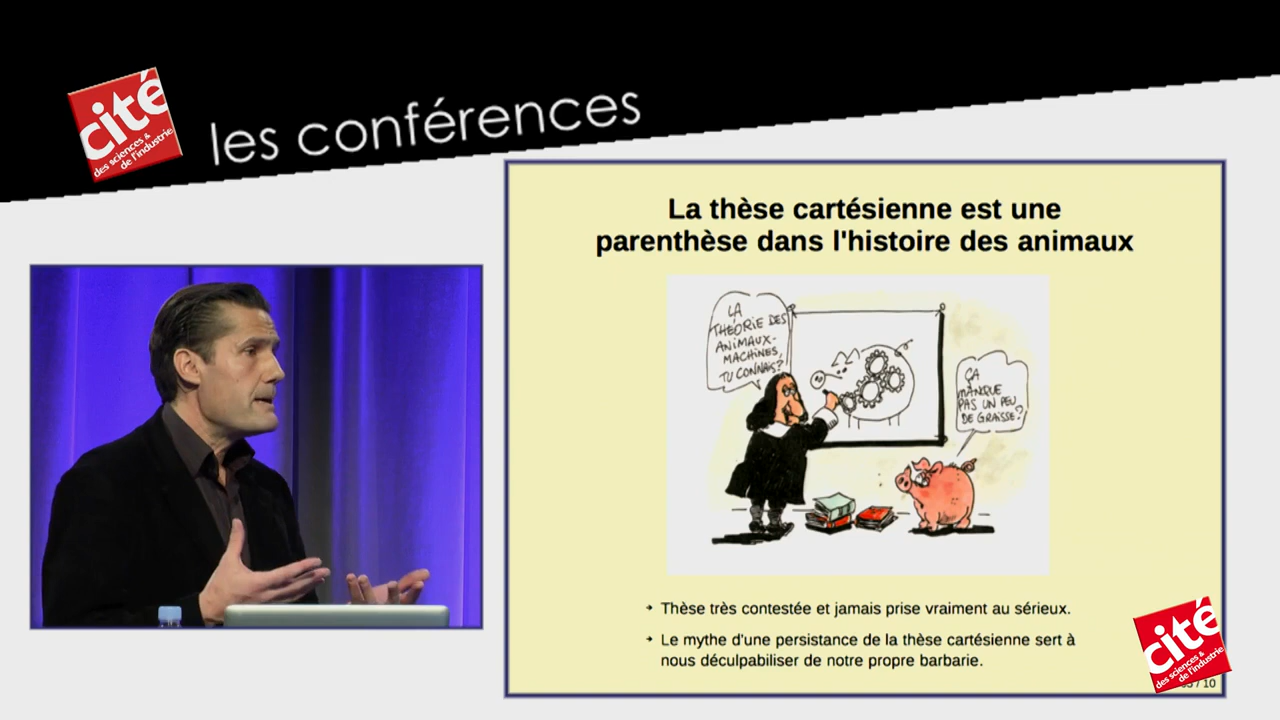 cité
des sciences &
de l'industrie
les conférences
La thèse cartésienne est une
parenthèse dans l'histoire des animaux
LA
THÉORIE DES
ANIMAUX-
MACHINES,
TU CONNAIS?
ÇA
MANQUE
PAS UN PEU
DE GRAISSE?
➔ Thèse très contestée et jamais prise vraiment au sérieux.
➔ Le mythe d'une persistance de la thèse cartésienne sert à
nous déculpabiliser de notre propre barbarie.
cité
des sciences &
de l'industrie
/ 10